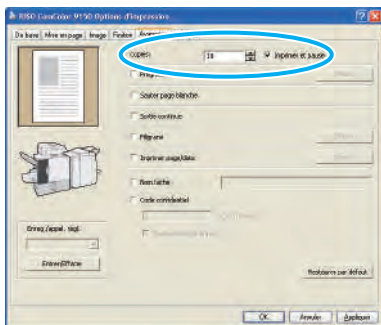 RISO ComColor 9150 Options d'impression
De base Mise en page Image Finition
Copies: Imprimer et pause
Sauter page blanche
Sortie continue
Filigrane
Imprimer page/date
Nom tâche
Code confidentiel
Enreg./appel. régl.
Entrer/Effacer
Restaurer par défaut
OK Annuler Appliquer